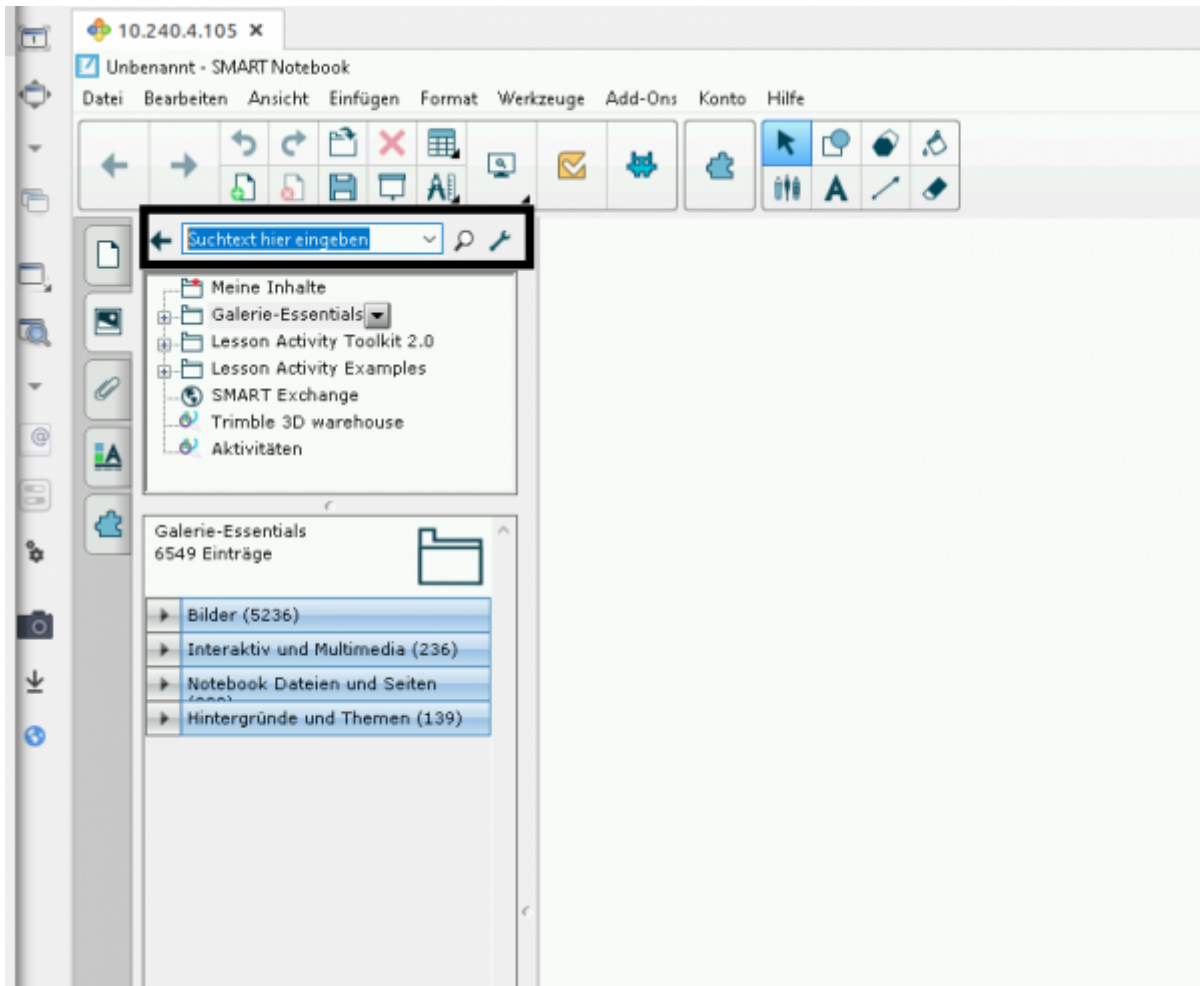 10.240.4.105
Unbenannt - SMART Notebook
Datei Bearbeiten Ansicht Einfügen Format Werkzeuge Add-Ons Konto Hilfe
Suchtext hier eingeben
Meine Inhalte
Galerie-Essentials
Lesson Activity Toolkit 2.0
Lesson Activity Examples
SMART Exchange
Trimble 3D warehouse
Aktivitäten
Galerie-Essentials
6549 Einträge
Bilder (5236)
Interaktiv und Multimedia (236)
Notebook Dateien und Seiten
Hintergründe und Themen (139)